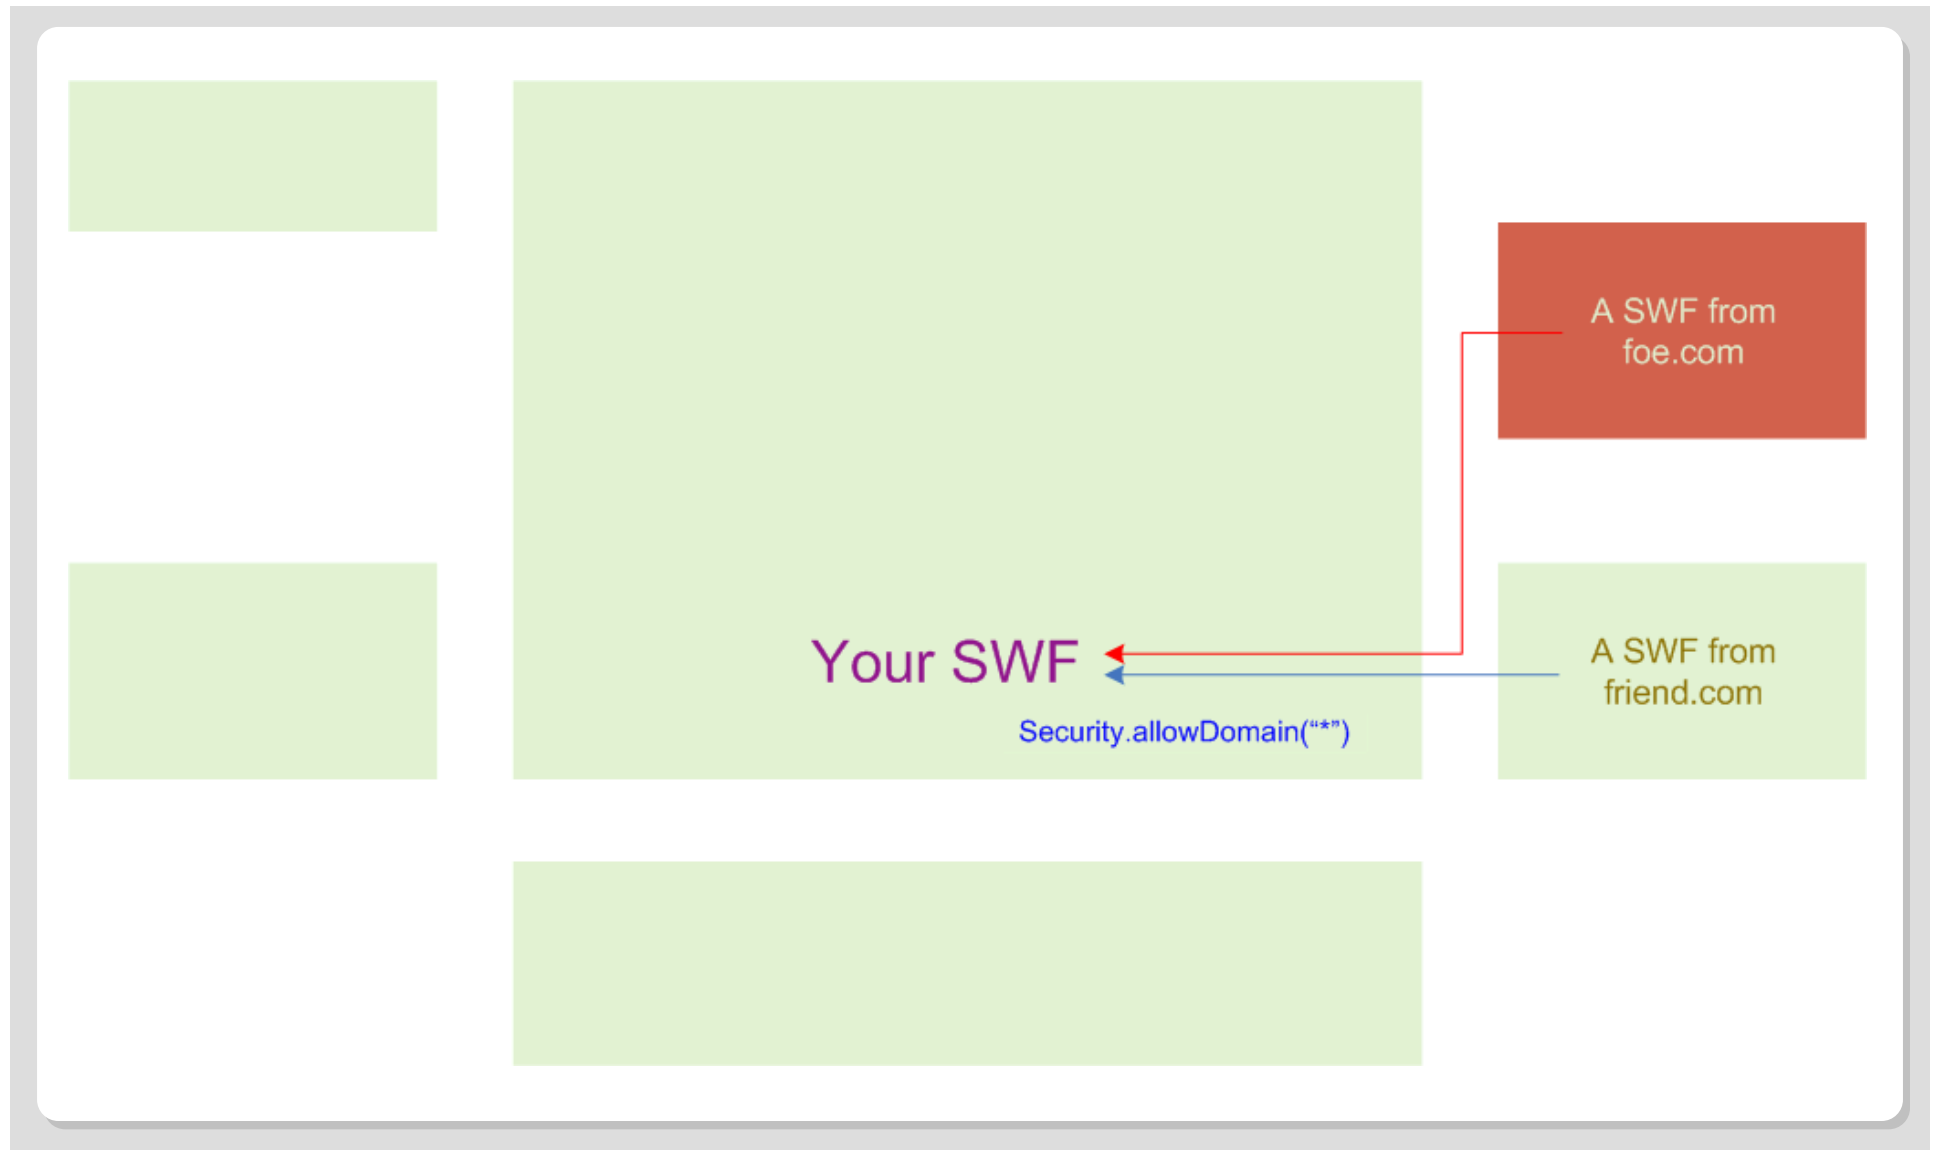 A SWF from
foe.com
Your SWF
A SWF from
friend.com
Security.allowDomain(“*”)